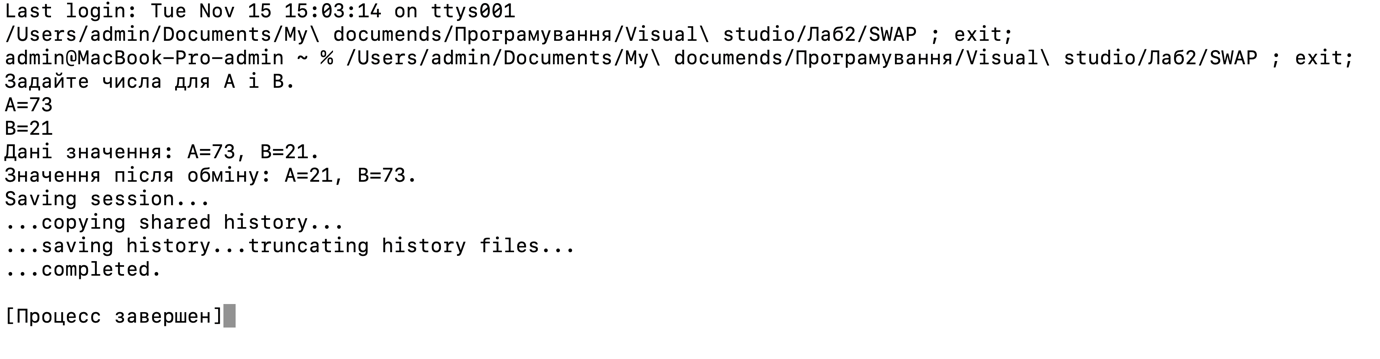 Last login: Tue Nov 15 15:03:14 on ttys001
/Users/admin/Documents/My\ documends/Програмування/Visual\ studio/Лаб2/SWAP ; exit;
admin@MacBook-Pro-admin ~ % /Users/admin/Documents/My\ documends/Програмування/Visual\ studio/Лаб2/SWAP ; exit;
Задайте числа для А і В.
A=73
B=21
Дані значення: A=73, B=21.
Значення після обміну: A=21, B=73.
Saving session...
...copying shared history...
...saving history...truncating history files...
...completed.
[Процесс завершен]